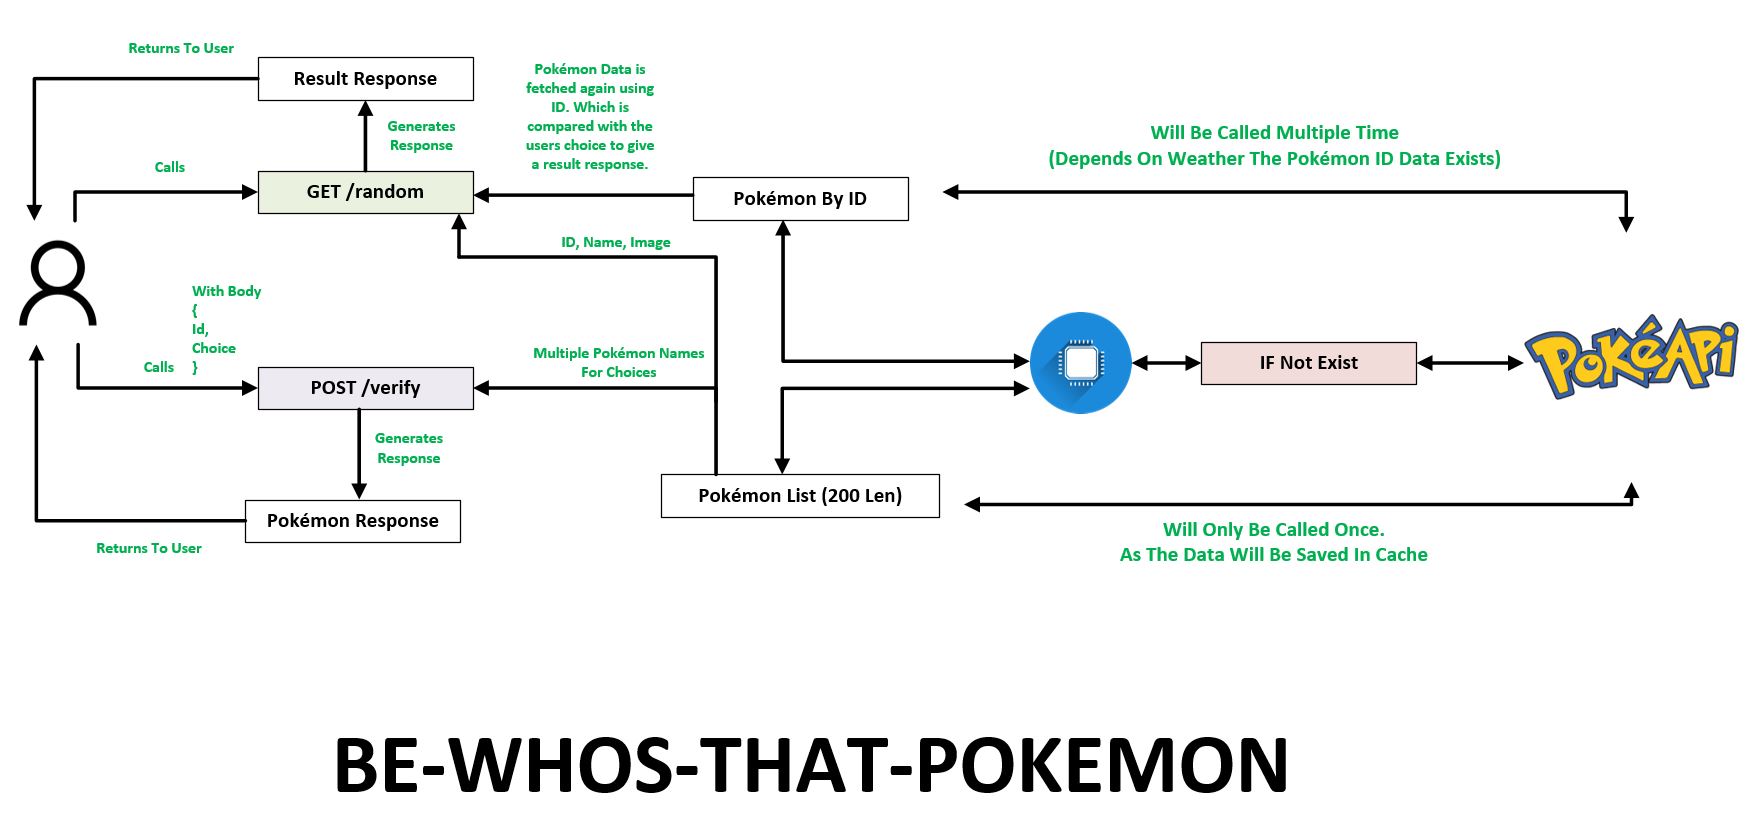 Returns To User
Result Response
Pokémon Data is
fetched again using
ID. Which is
compared with the
users choice to give
a result response.
Generates
Response
Will Be Called Multiple Time
(Depends On Weather The Pokémon ID Data Exists)
Calls
GET /random
Pokémon By ID
ID, Name, Image
With Body
{
Id,
Choice
}
Calls
Multiple Pokémon Names
For Choices
POST /verify
IF Not Exist
PokéApi
Generates
Response
Pokémon List (200 Len)
Pokémon Response
Will Only Be Called Once.
As The Data Will Be Saved In Cache
Returns To User
BE-WHOS-THAT-POKEMON